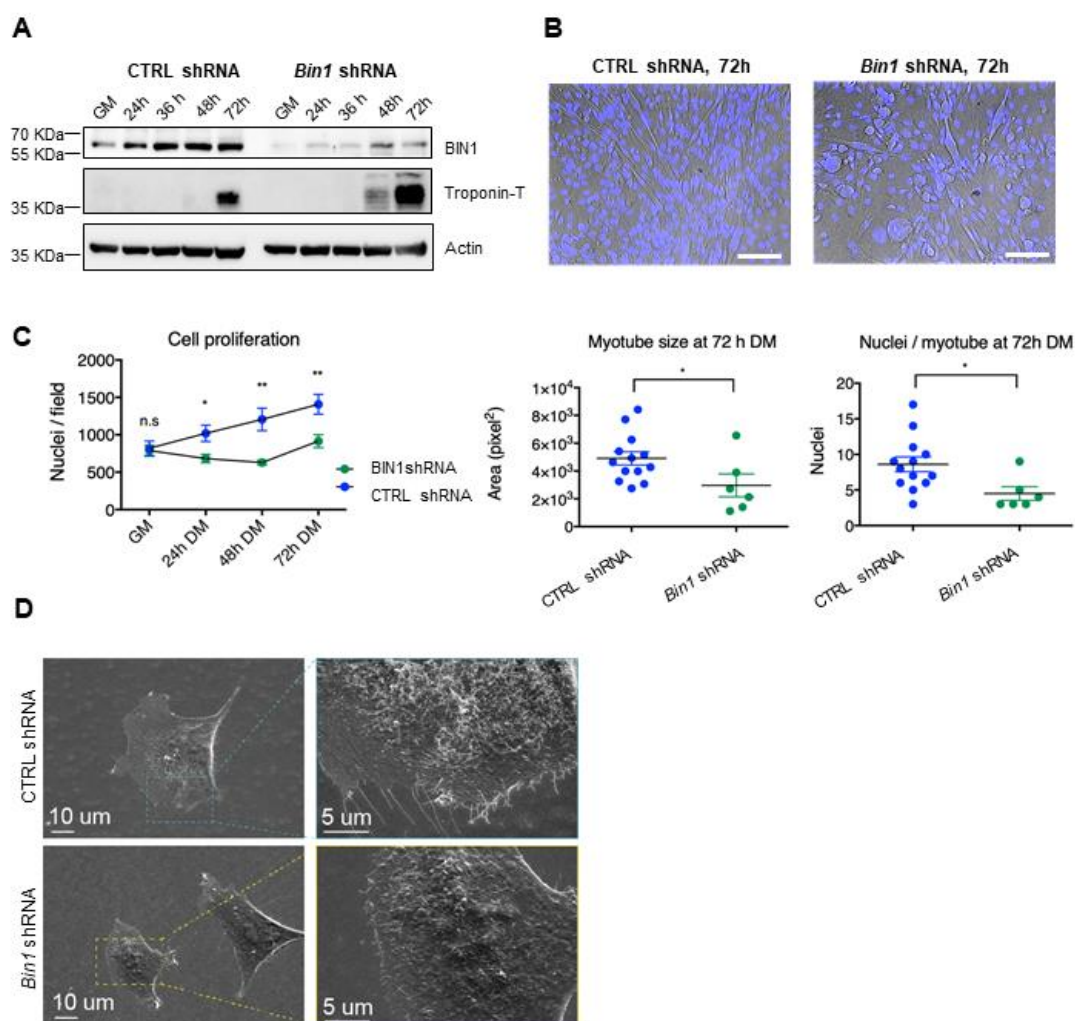 A
CTRL shRNA
Bin1 shRNA
GM 24h 36 h 48h 72h GM 24h 36 h 48h 72h
70 KDa
55 KDa
BIN1
35 KDa
Troponin-T
35 KDa
Actin
B
CTRL shRNA, 72h
Bin1 shRNA, 72h
C
Cell proliferation
Nuclei / field
2000
1500
1000
500
0
n.s
*
**
**
GM
24h DM
48h DM
72h DM
BIN1shRNA
CTRL shRNA
Myotube size at 72 h DM
Area (pixel²)
1×10⁴
8×10³
6×10³
4×10³
2×10³
0
*
CTRL shRNA
Bin1 shRNA
Nuclei / myotube at 72h DM
Nuclei
20
15
10
5
0
*
CTRL shRNA
Bin1 shRNA
D
CTRL shRNA
10 um
5 um
Bin1 shRNA
10 um
5 um